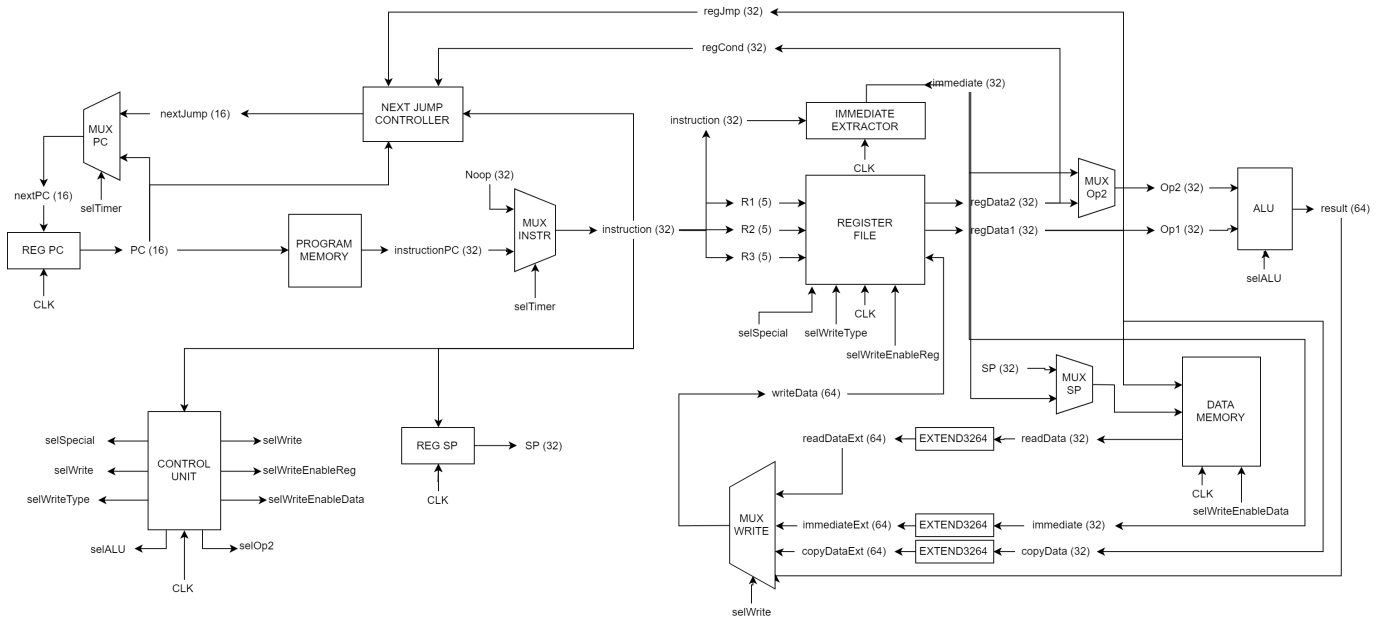 regJmp (32)
regCond (32)
NEXT JUMP
CONTROLLER
nextJump (16)
MUX
PC
nextPC (16)
selTimer
REG PC
CLK
PC (16)
PROGRAM
MEMORY
instructionPC (32)
Noop (32)
MUX
INSTR
selTimer
instruction (32)
instruction (32)
immediate (32)
IMMEDIATE
EXTRACTOR
CLK
R1 (5)
R2 (5)
R3 (5)
REGISTER
FILE
selSpecial
selWriteType
CLK
selWriteEnableReg
regData2 (32)
regData1 (32)
MUX
Op2
Op2 (32)
Op1 (32)
ALU
selALU
result (64)
SP (32)
MUX
SP
DATA
MEMORY
CLK
selWriteEnableData
writeData (64)
readDataExt (64)
EXTEND3264
readData (32)
MUX
WRITE
immediateExt (64)
EXTEND3264
immediate (32)
copyDataExt (64)
EXTEND3264
copyData (32)
selWrite
CONTROL
UNIT
selSpecial
selWrite
selWriteType
selALU
selWrite
selWriteEnableReg
selWriteEnableData
selOp2
CLK
REG SP
SP (32)
CLK